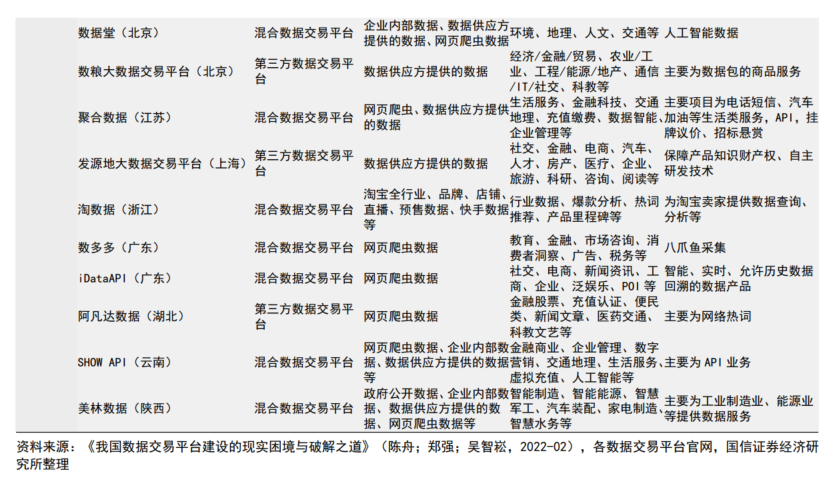 数据堂（北京） 混合数据交易平台 企业内部数据、数据供应方提供的数据、网页爬虫数据 环境、地理、人文、交通等 人工智能数据
数粮大数据交易平台（北京） 第三方数据交易平台 数据供应方提供的数据 经济/金融/贸易、农业/工业、工程/能源/地产、通信/IT/社交、科教等 主要为数据包的商品服务
聚合数据（江苏） 混合数据交易平台 网页爬虫、数据供应方提供的数据 生活服务、金融科技、交通地理、充值缴费、数据智能、企业管理等 主要项目为电话短信、汽车加油等生活类服务，API，挂牌议价、招标悬赏
发源地大数据交易平台（上海） 第三方数据交易平台 数据供应方提供的数据 社交、金融、电商、汽车、人才、房产、医疗、企业、旅游、科研、咨询、阅读等 保障产品知识财产权、自主研发技术
淘数据（浙江） 混合数据交易平台 淘宝全行业、品牌、店铺、直播、预售数据、快手数据等 行业数据、爆款分析、热词推荐、产品里程碑等 为淘宝卖家提供数据查询、分析等
数多多（广东） 混合数据交易平台 网页爬虫数据 教育、金融、市场咨询、消费者洞察、广告、税务等 八爪鱼采集
iDataAPI（广东） 混合数据交易平台 网页爬虫数据 社交、电商、新闻资讯、工商、企业、泛娱乐、POI 等 智能、实时、允许历史数据回溯的数据产品
阿凡达数据（湖北） 第三方数据交易平台 网页爬虫数据 金融股票、充值认证、便民类、新闻文章、医药交通、科教文艺等 主要为网络热词
SHOW API（云南） 混合数据交易平台 网页爬虫数据、企业内部数据、数据供应方提供的数据等 金融商业、企业管理、数字营销、交通地理、生活服务、虚拟充值、人工智能等 主要为 API 业务
美林数据（陕西） 混合数据交易平台 政府公开数据、企业内部数据、数据供应方提供的数据、网页爬虫数据等 智能制造、智能能源、智慧军工、汽车装配、家电制造、智慧水务等 主要为工业制造业、能源业等提供数据服务
资料来源：《我国数据交易平台建设的现实困境与破解之道》（陈舟；郑强；吴智崧，2022-02），各数据交易平台官网，国信证券经济研
究所整理